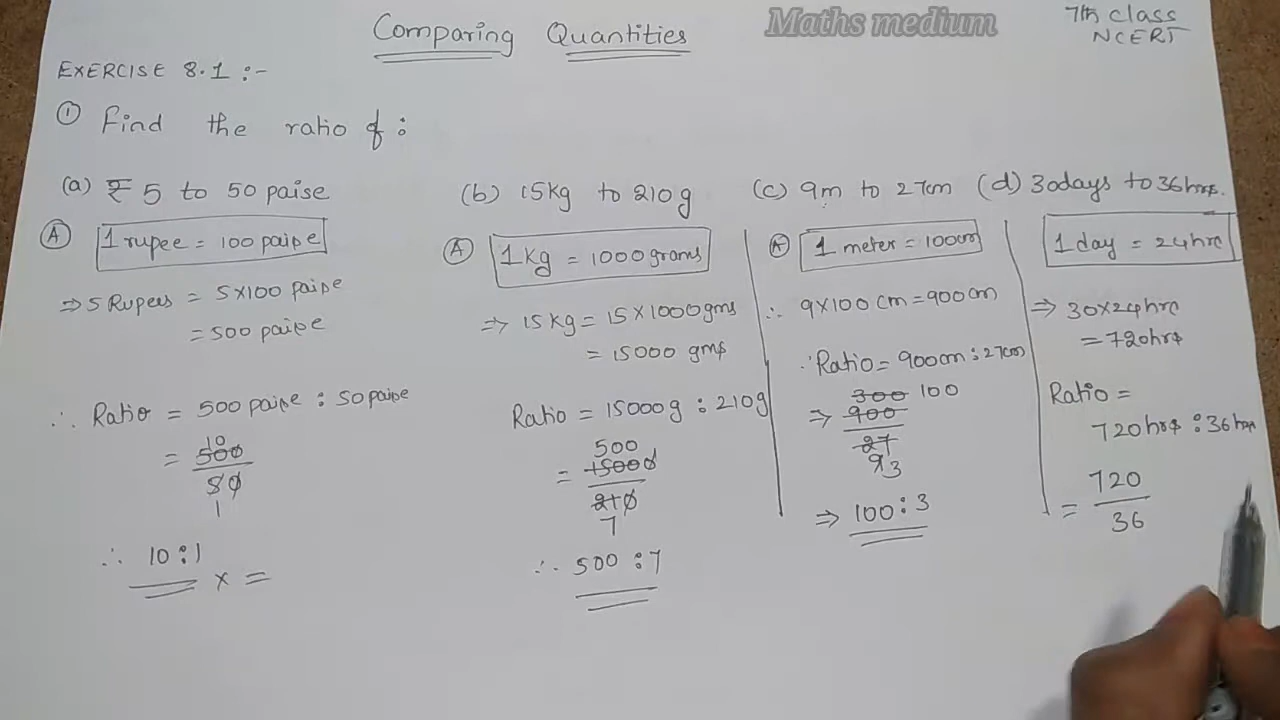 Maths medium
7th class
NCERT
Comparing Quantities
EXERCISE 8.1 :-
① Find the ratio of :
(a) ₹ 5 to 50 paise
Ⓐ 1 rupee = 100 paise
⇒ 5 Rupees = 5×100 paise
= 500 paise
∴ Ratio = 500 paise : 50 paise
10
= 500
50
1
∴ 10:1
× =
(b) 15kg to 210g
Ⓐ 1 Kg = 1000 grams
⇒ 15 Kg = 15×1000 gms
= 15000 gms
Ratio = 15000g : 210g
500
= 15000
210
7
∴ 500 : 7
(c) 9m to 27cm
Ⓐ 1 meter = 100cm
∴ 9×100 cm = 900cm
∴ Ratio = 900cm : 27cm
300 100
⇒ 900
27
9 3
⇒ 100 : 3
(d) 30days to 36hrs.
1 day = 24hrs
⇒ 30×24hrs
= 720hrs
Ratio =
720hrs : 36hrs
= 720
36